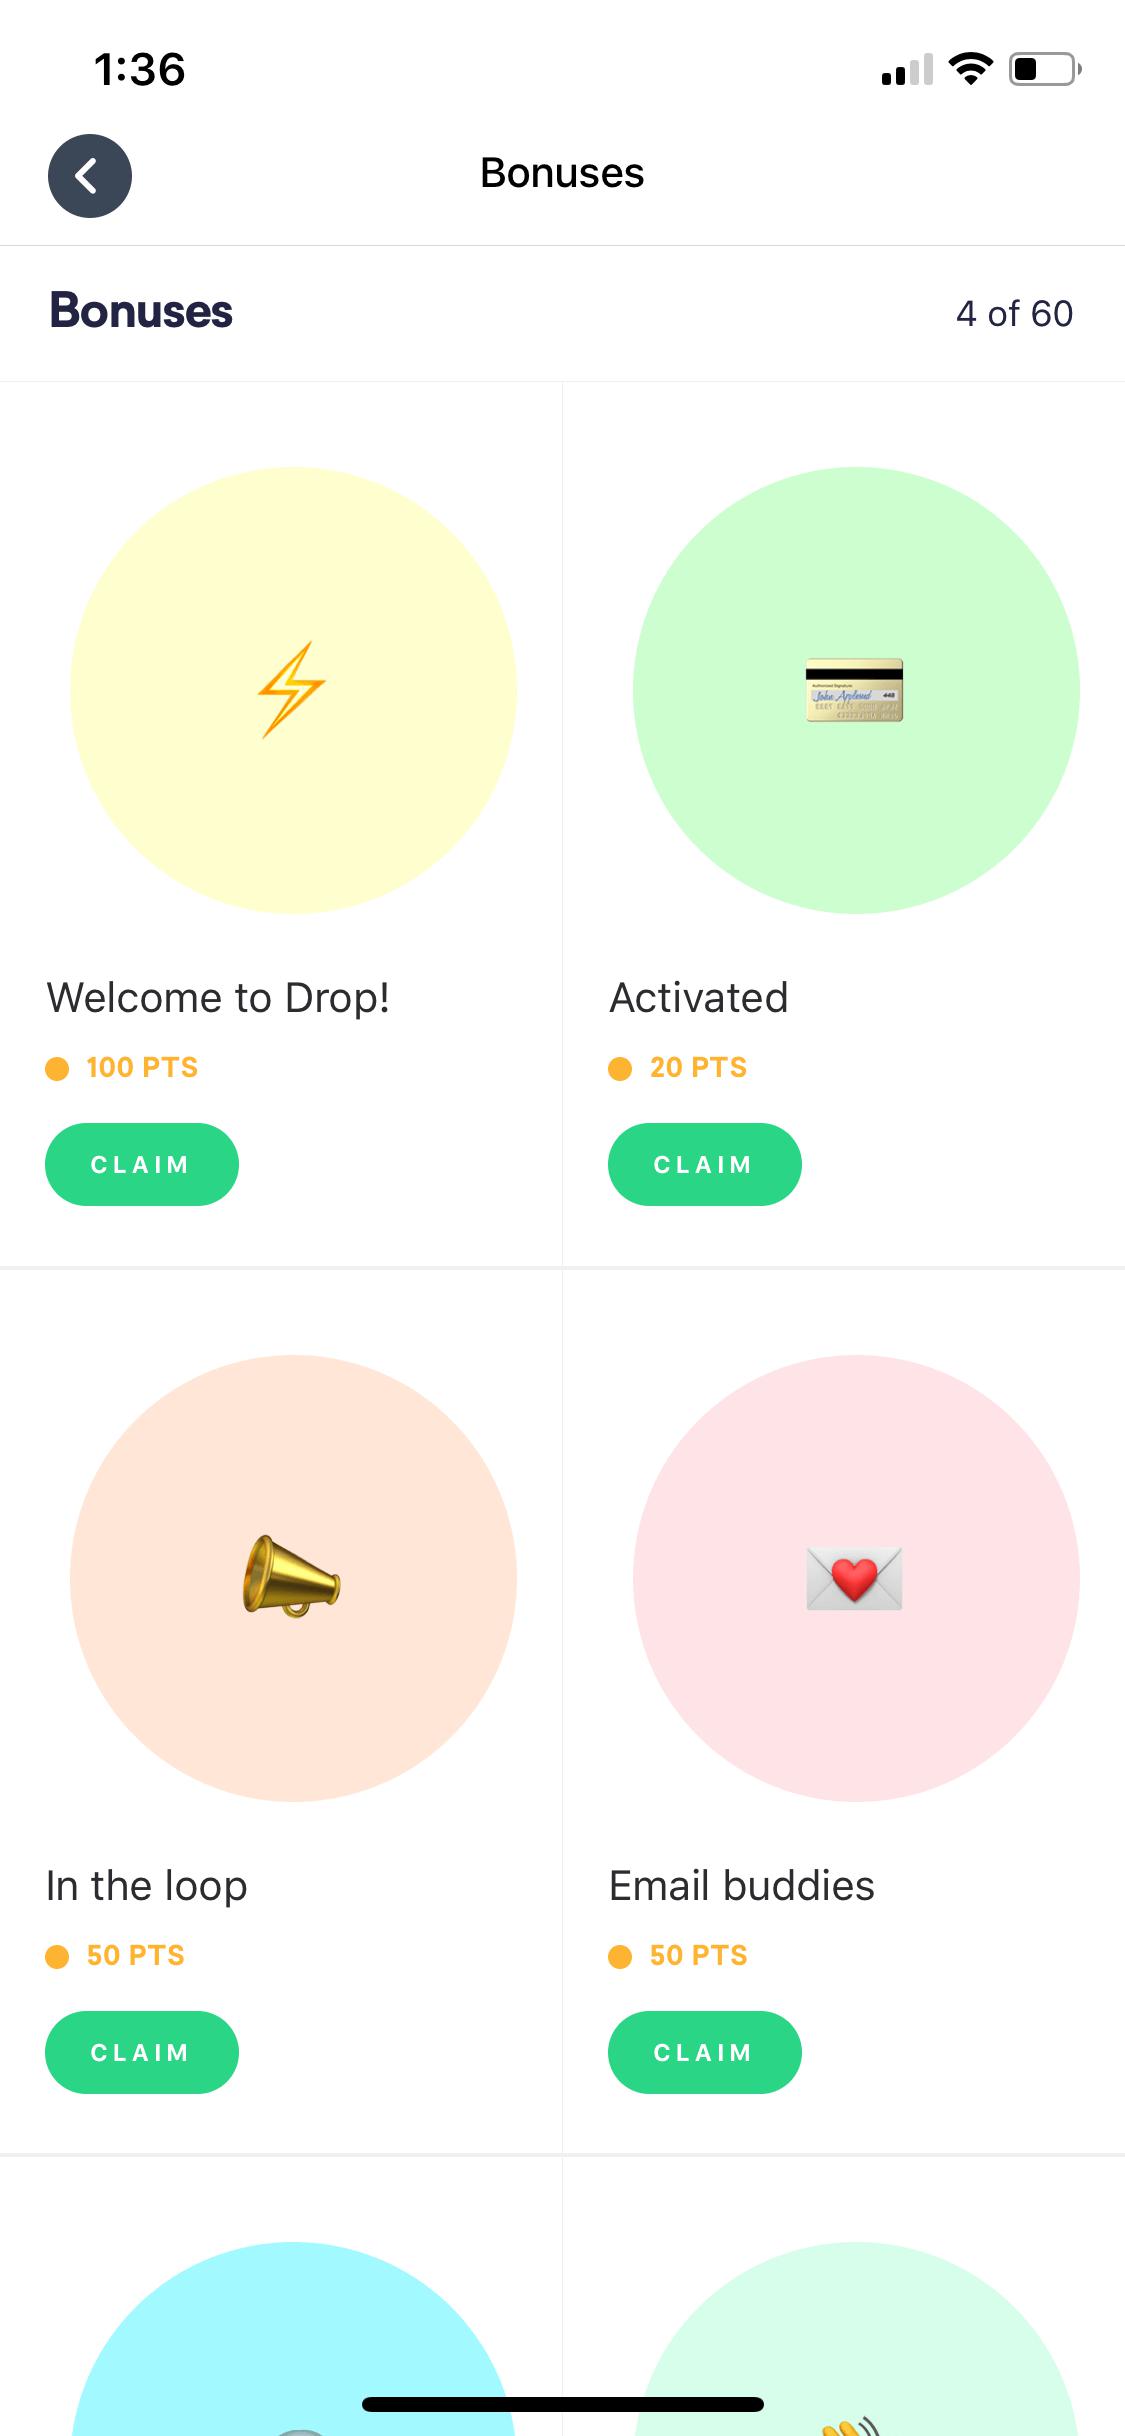 1:36
Bonuses
Bonuses
4 of 60
Welcome to Drop!
100 PTS
CLAIM
Activated
20 PTS
CLAIM
In the loop
50 PTS
CLAIM
Email buddies
50 PTS
CLAIM